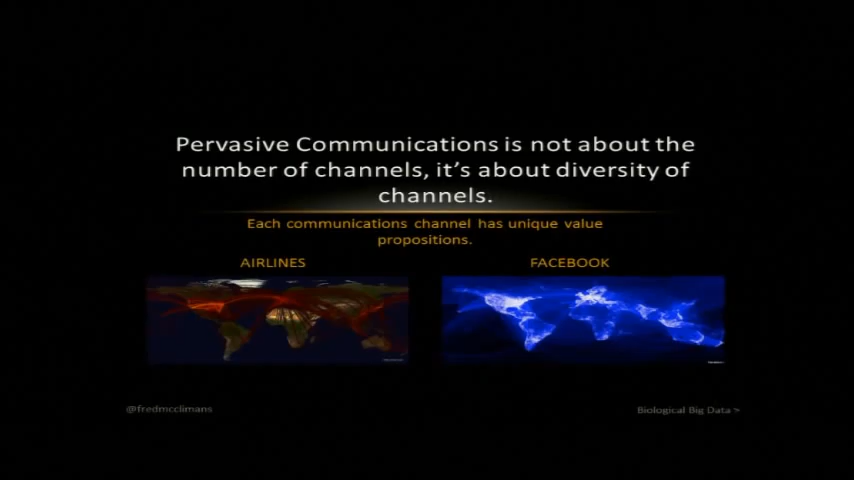 Pervasive Communications is not about the
number of channels, it's about diversity of
channels.
Each communications channel has unique value
propositions.
AIRLINES
FACEBOOK
@fredmcclimans
Biological Big Data >